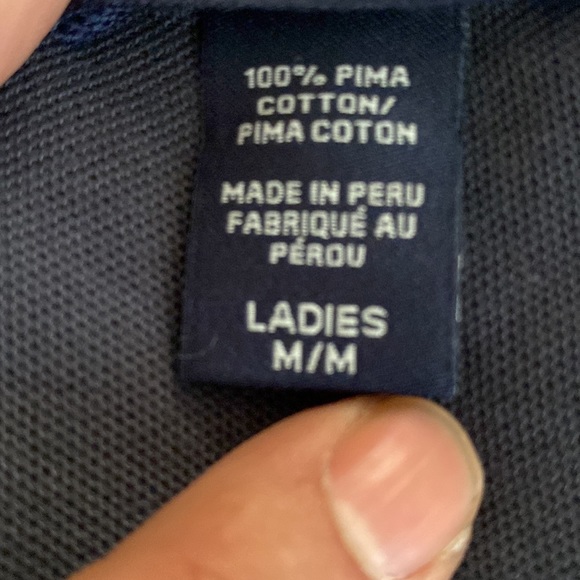 100% PIMA
COTTON/
PIMA COTON
MADE IN PERU
FABRIQUÉ AU
PÉROU
LADIES
M/M